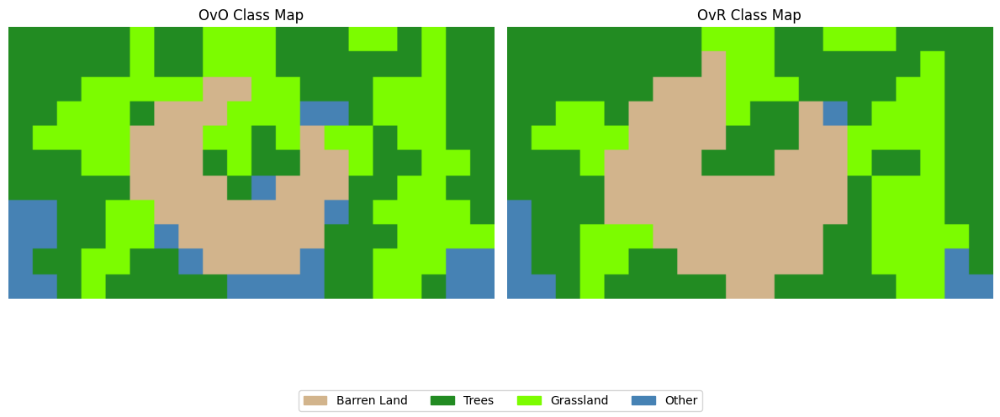 OvO Class Map
OvR Class Map
Barren Land
Trees
Grassland
Other